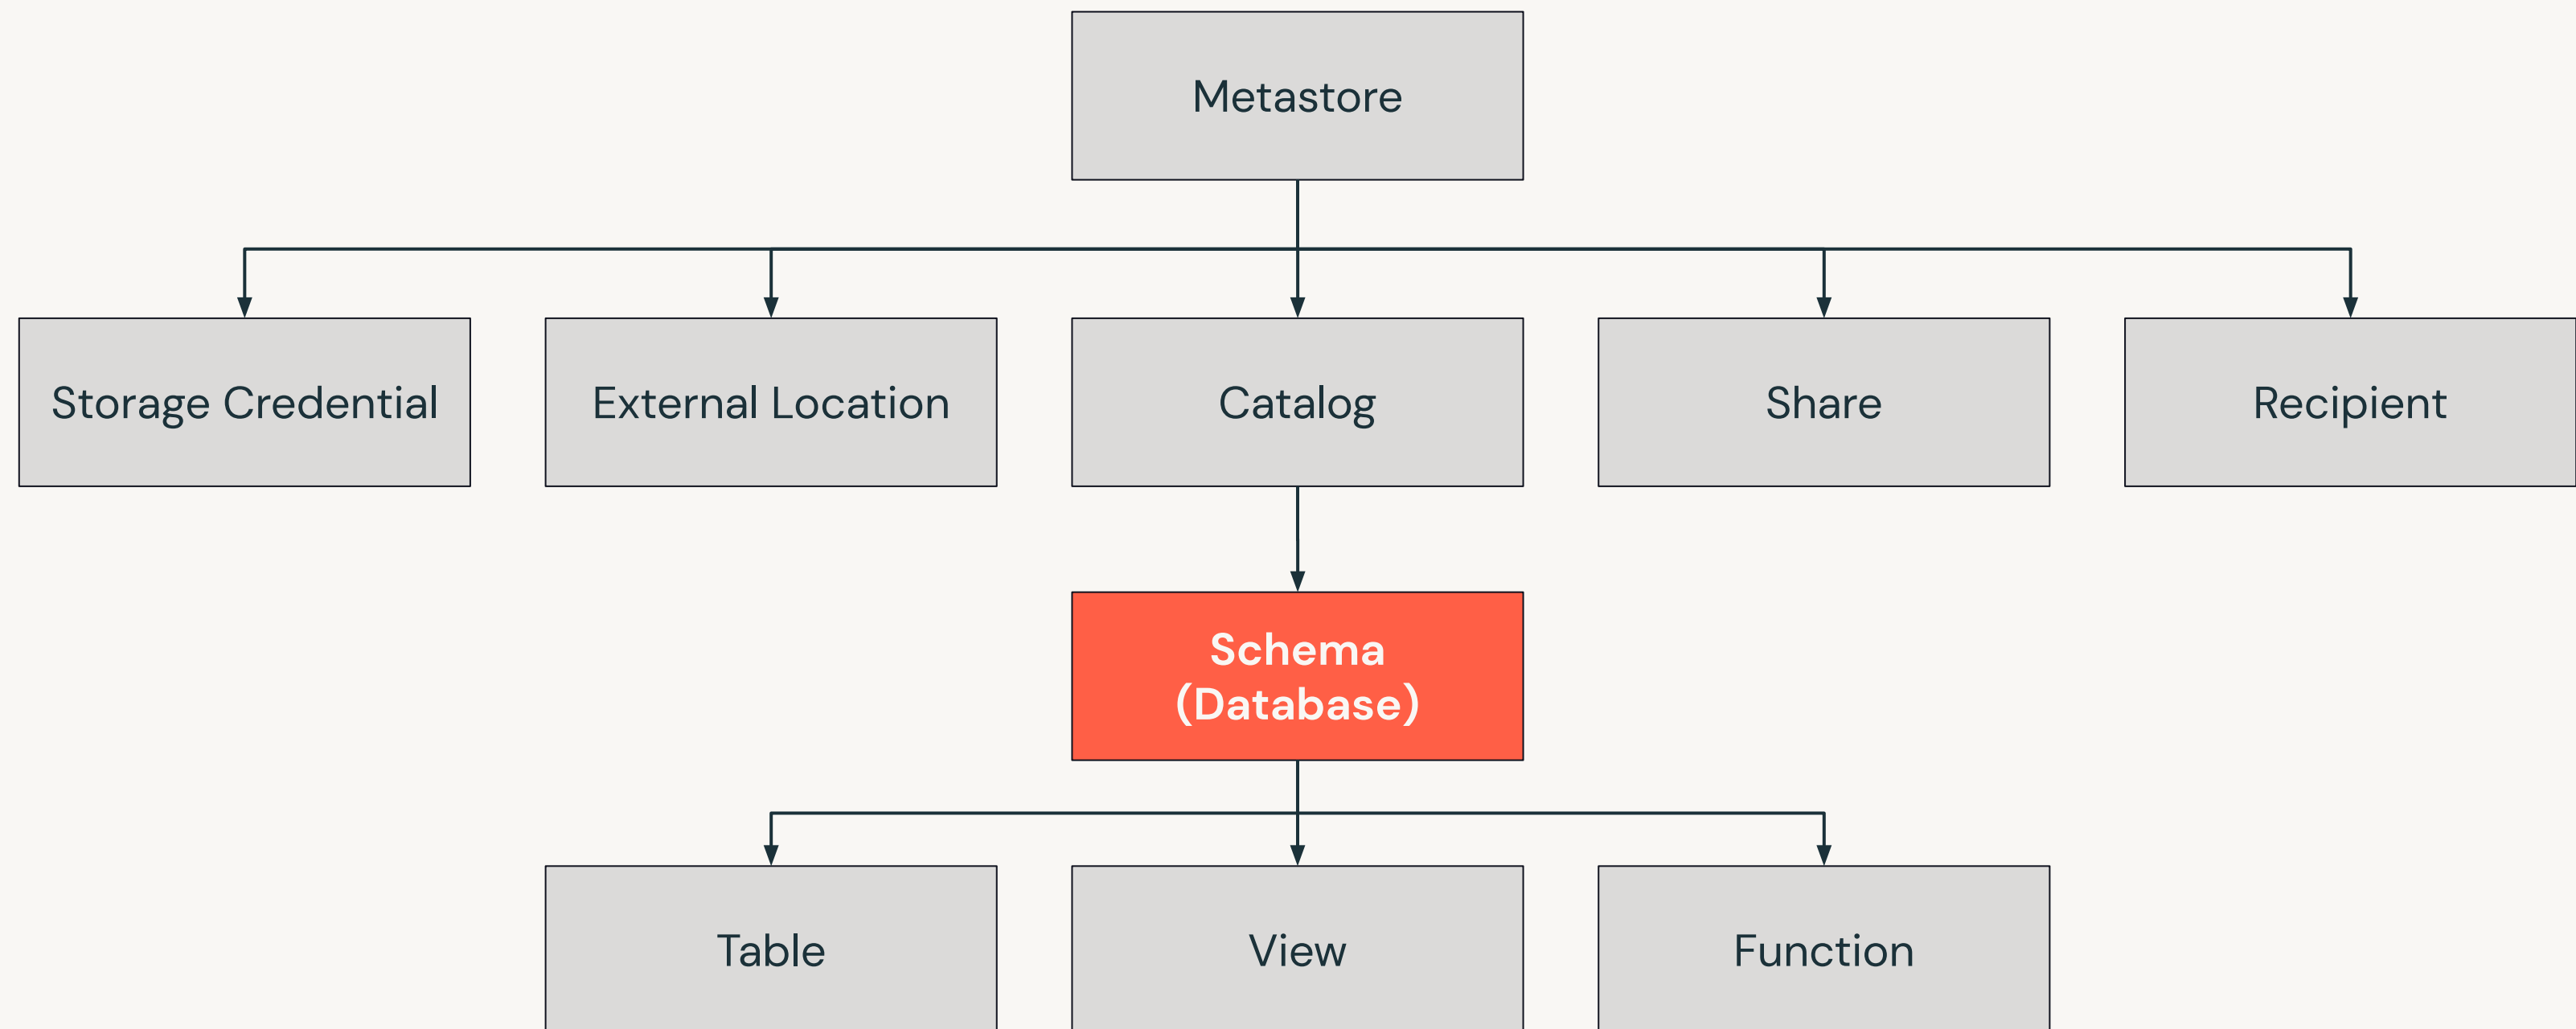 Metastore
Storage Credential
External Location
Catalog
Share
Recipient
Schema
(Database)
Table
View
Function